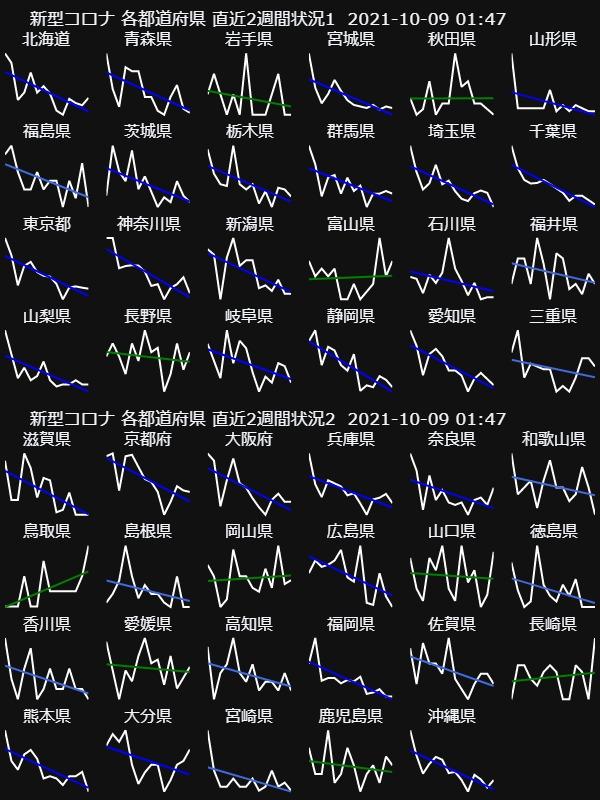 新型コロナ 各都道府県 直近2週間状況1 2021-10-09 01:47
北海道 青森県 岩手県 宮城県 秋田県 山形県
福島県 茨城県 栃木県 群馬県 埼玉県 千葉県
東京都 神奈川県 新潟県 富山県 石川県 福井県
山梨県 長野県 岐阜県 静岡県 愛知県 三重県
新型コロナ 各都道府県 直近2週間状況2 2021-10-09 01:47
滋賀県 京都府 大阪府 兵庫県 奈良県 和歌山県
鳥取県 島根県 岡山県 広島県 山口県 徳島県
香川県 愛媛県 高知県 福岡県 佐賀県 長崎県
熊本県 大分県 宮崎県 鹿児島県 沖縄県